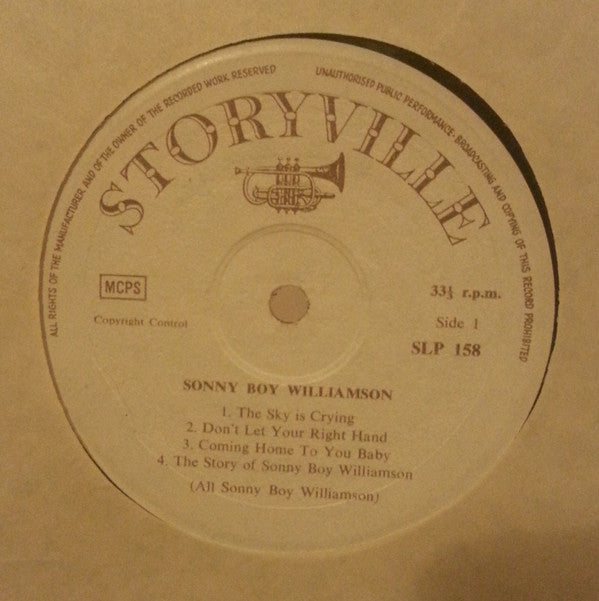 ALL RIGHTS OF THE MANUFACTURER AND OF THE OWNER OF THE RECORDED WORK RESERVED
UNAUTHORISED PUBLIC PERFORMANCE, BROADCASTING AND COPYING OF THIS RECORD PROHIBITED
STORYVILLE
MCPS
Copyright Control
33⅓ r.p.m.
Side 1
SLP 158
SONNY BOY WILLIAMSON
1. The Sky is Crying
2. Don't Let Your Right Hand
3. Coming Home To You Baby
4. The Story of Sonny Boy Williamson
(All Sonny Boy Williamson)